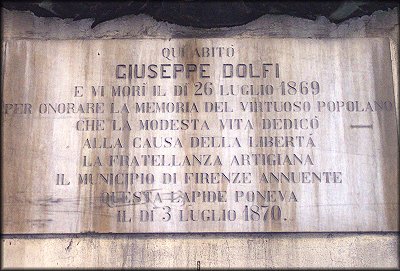 QUI ABITÒ
GIUSEPPE DOLFI
E VI MORÌ IL DÌ 26 LUGLIO 1869
PER ONORARE LA MEMORIA DEL VIRTUOSO POPOLANO
CHE LA MODESTA VITA DEDICÒ
ALLA CAUSA DELLA LIBERTÀ
LA FRATELLANZA ARTIGIANA
IL MUNICIPIO DI FIRENZE ANNUENTE
QUESTA LAPIDE PONEVA
IL DÌ 3 LUGLIO 1870.